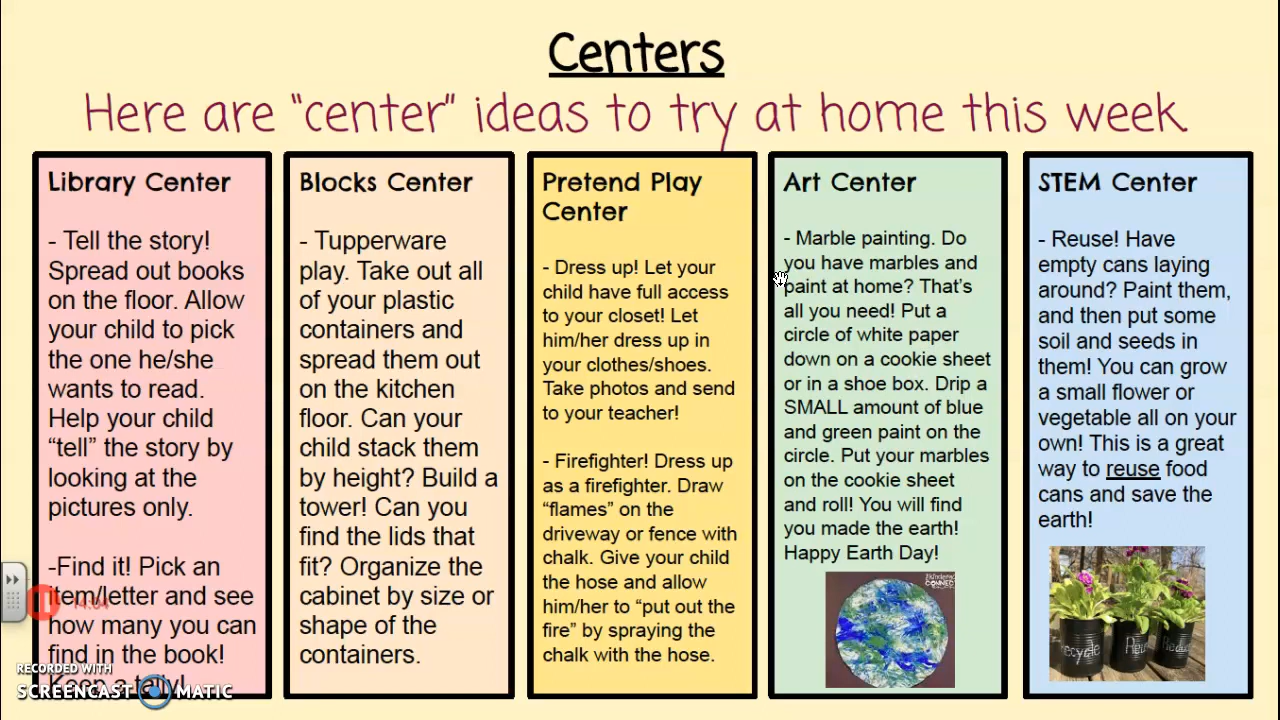 Centers
Here are "center" ideas to try at home this week.
Library Center
- Tell the story!
Spread out books
on the floor. Allow
your child to pick
the one he/she
wants to read.
Help your child
“tell” the story by
looking at the
pictures only.
-Find it! Pick an
item/letter and see
how many you can
find in the book!
Keep a tally!
Blocks Center
- Tupperware
play. Take out all
of your plastic
containers and
spread them out
on the kitchen
floor. Can your
child stack them
by height? Build a
tower! Can you
find the lids that
fit? Organize the
cabinet by size or
shape of the
containers.
Pretend Play
Center
- Dress up! Let your
child have full access
to your closet! Let
him/her dress up in
your clothes/shoes.
Take photos and send
to your teacher!
- Firefighter! Dress up
as a firefighter. Draw
“flames” on the
driveway or fence with
chalk. Give your child
the hose and allow
him/her to “put out the
fire” by spraying the
chalk with the hose.
Art Center
- Marble painting. Do
you have marbles and
paint at home? That’s
all you need! Put a
circle of white paper
down on a cookie sheet
or in a shoe box. Drip a
SMALL amount of blue
and green paint on the
circle. Put your marbles
on the cookie sheet
and roll! You will find
you made the earth!
Happy Earth Day!
CONNECT
STEM Center
- Reuse! Have
empty cans laying
around? Paint them,
and then put some
soil and seeds in
them! You can grow
a small flower or
vegetable all on your
own! This is a great
way to reuse food
cans and save the
earth!
Recycle
14:04
RECORDED WITH
SCREENCAST MATIC